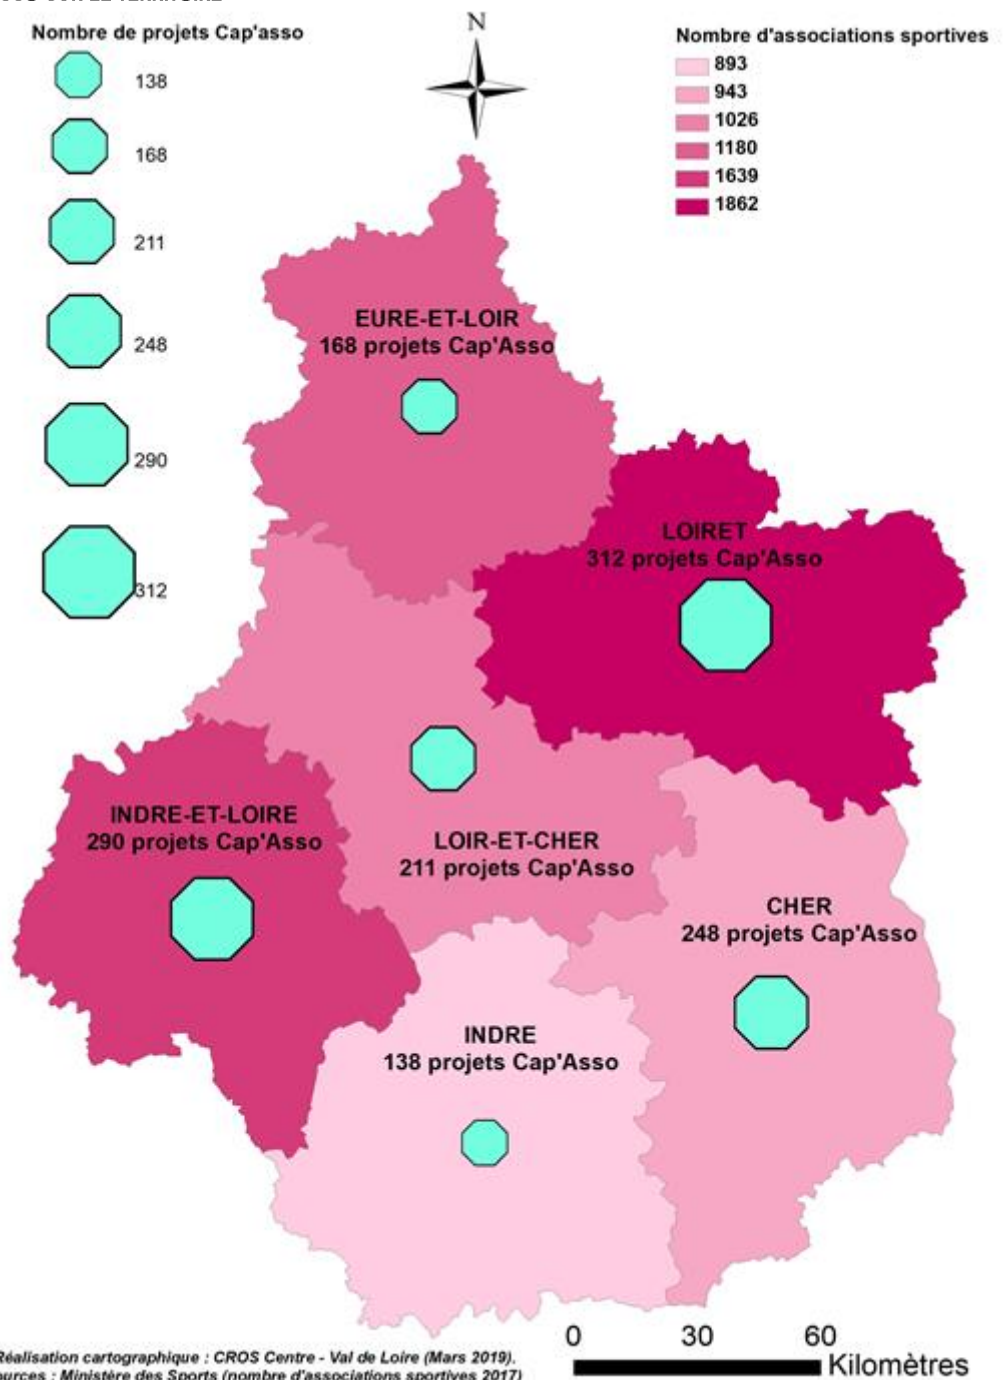 Nombre de projets Cap'asso
138
168
211
248
290
312
N
Nombre d'associations sportives
893
943
1026
1180
1639
1862
EURE-ET-LOIR
168 projets Cap'Asso
LOIRET
312 projets Cap'Asso
INDRE-ET-LOIRE
290 projets Cap'Asso
LOIR-ET-CHER
211 projets Cap'Asso
CHER
248 projets Cap'Asso
INDRE
138 projets Cap'Asso
0 30 60
Kilomètres
Réalisation cartographique : CROS Centre - Val de Loire (Mars 2019).
ources : Ministère des Sports (nombre d'associations sportives 2017)